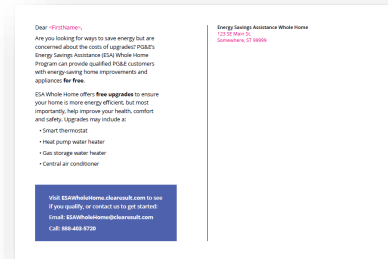 Dear <FirstName>,
Are you looking for ways to save energy but are
concerned about the costs of upgrades? PG&E's
Energy Savings Assistance (ESA) Whole Home
Program can provide qualified PG&E customers
with energy-saving home improvements and
appliances for free.
ESA Whole Home offers free upgrades to ensure
your home is more energy efficient, but most
importantly, help improve your health, comfort
and safety. Upgrades may include a:
• Smart thermostat
• Heat pump water heater
• Gas storage water heater
• Central air conditioner
Visit ESAWholeHome.clearesult.com to see
if you qualify, or contact us to get started:
Email: ESAWholeHome@clearesult.com
Call: 888-403-5720
Energy Savings Assistance Whole Home
123 SE Main St.
Somewhere, ST 99999